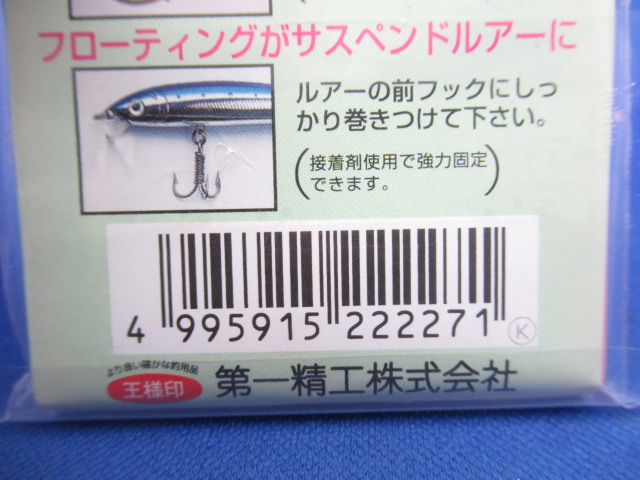 フローティングがサスペンドルアーに
ルアーの前フックにしっ
かり巻きつけて下さい。
(接着剤使用で強力固定
できます。)
4 995915 222271 K
より良い確かな釣用品
王様印 第一精工株式会社